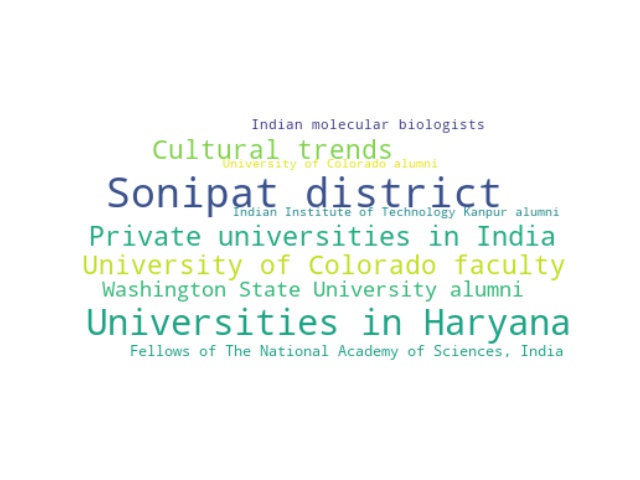 Indian molecular biologists
Cultural trends
University of Colorado alumni
Sonipat district
Indian Institute of Technology Kanpur alumni
Private universities in India
University of Colorado faculty
Washington State University alumni
Universities in Haryana
Fellows of The National Academy of Sciences, India